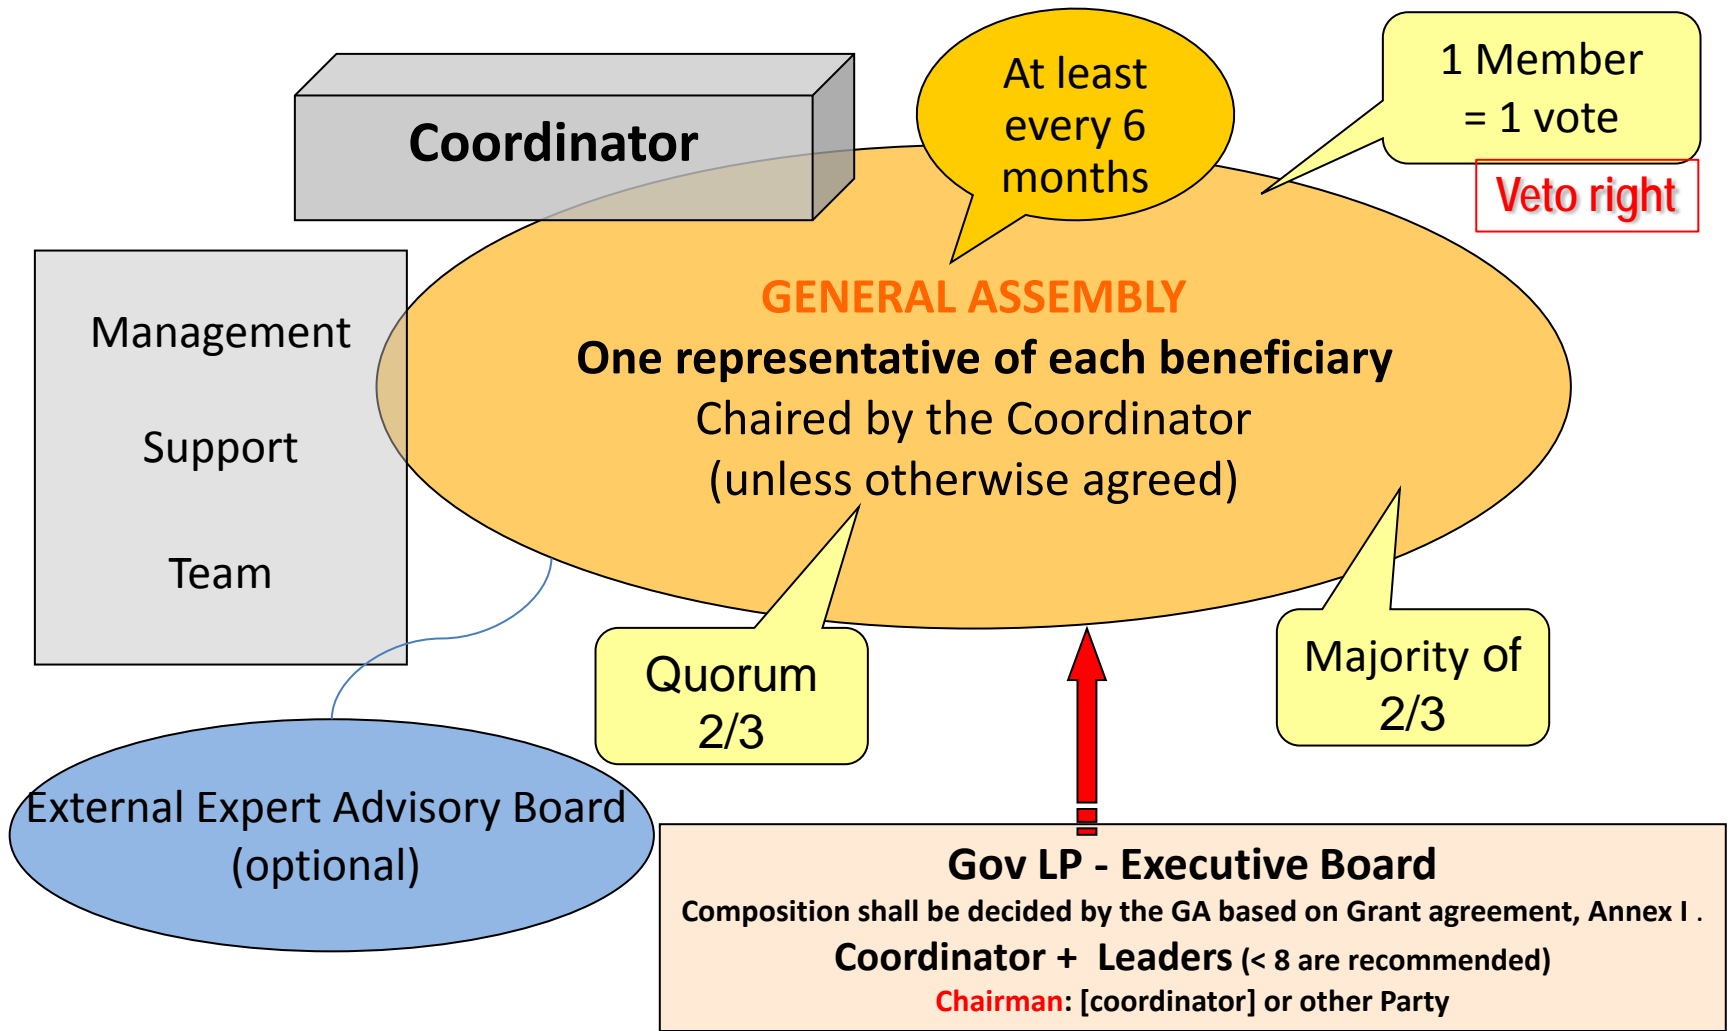 Coordinator
At least
every 6
months
1 Member
= 1 vote
Veto right
Management
Support
Team
GENERAL ASSEMBLY
One representative of each beneficiary
Chaired by the Coordinator
(unless otherwise agreed)
Quorum
2/3
Majority of
2/3
External Expert Advisory Board
(optional)
Gov LP - Executive Board
Composition shall be decided by the GA based on Grant agreement, Annex I .
Coordinator + Leaders (< 8 are recommended)
Chairman: [coordinator] or other Party